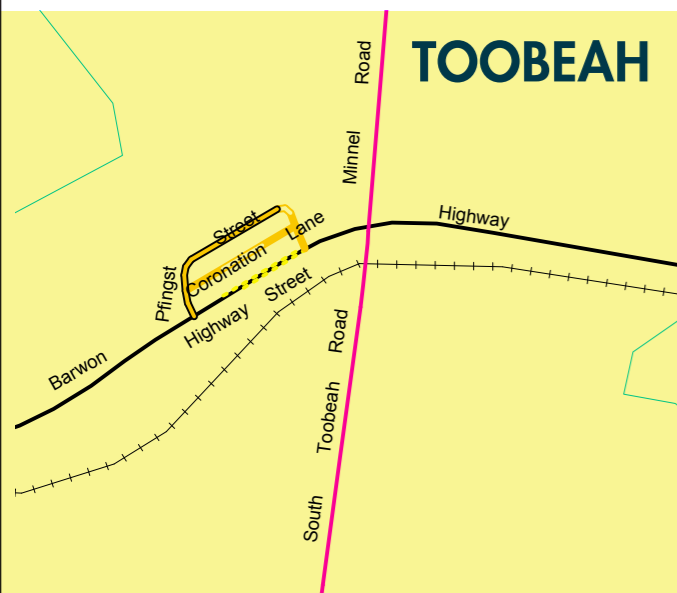 TOOBEAH
Minnel Road
Highway
Pfingst Street
Coronation Street
Lane
Barwon Highway
South Toobeah Road